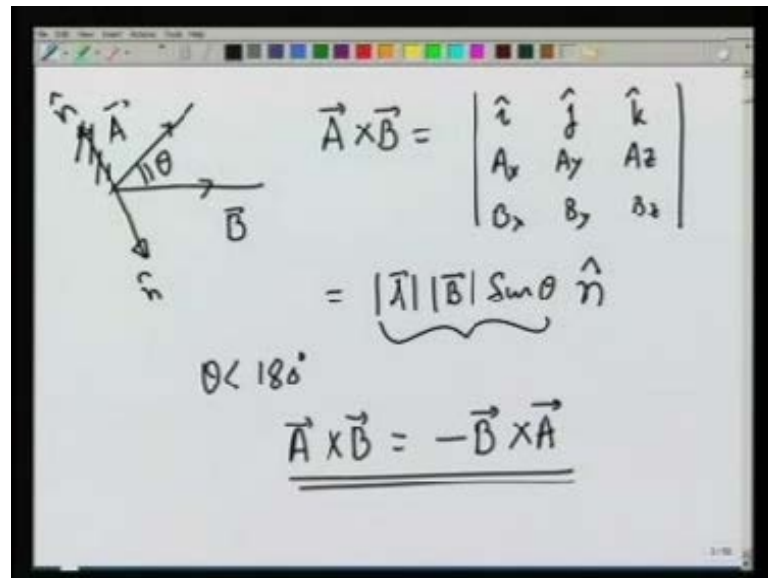 n̂ A⃗ θ B⃗ n̂
A⃗ × B⃗ = | î ĵ k̂ |
| Ax Ay Az |
| Bx By Bz |
= |A⃗| |B⃗| Sin θ n̂
θ < 180°
A⃗ × B⃗ = − B⃗ × A⃗